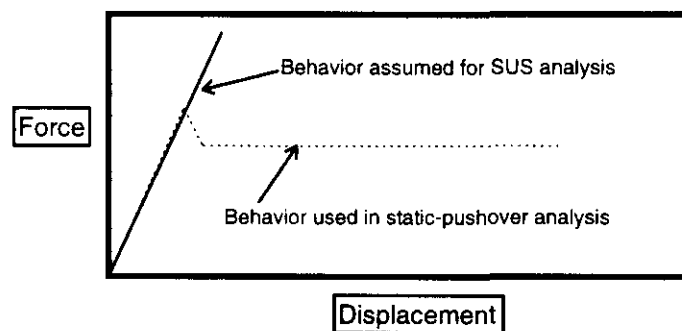 Behavior assumed for SUS analysis
Force
Behavior used in static-pushover analysis
Displacement